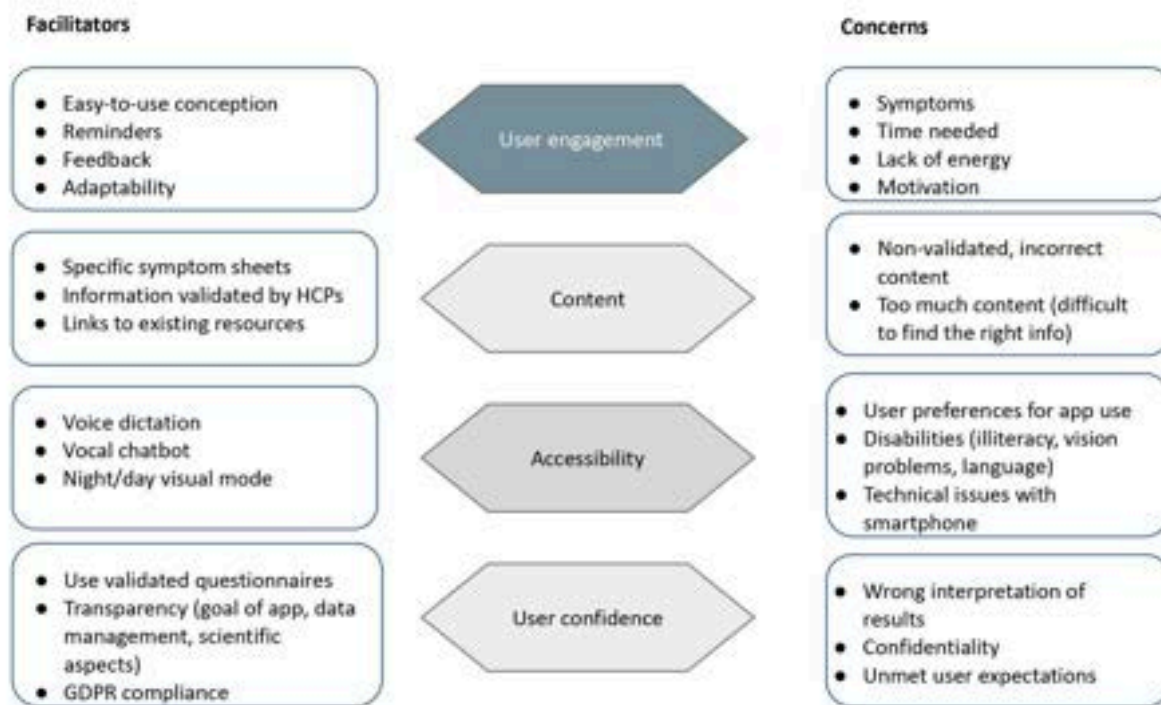 Facilitators
Concerns
● Easy-to-use conception
● Reminders
● Feedback
● Adaptability
User engagement
● Symptoms
● Time needed
● Lack of energy
● Motivation
● Specific symptom sheets
● Information validated by HCPs
● Links to existing resources
Content
● Non-validated, incorrect
content
● Too much content (difficult
to find the right info)
● Voice dictation
● Vocal chatbot
● Night/day visual mode
Accessibility
● User preferences for app use
● Disabilities (illiteracy, vision
problems, language)
● Technical issues with
smartphone
● Use validated questionnaires
● Transparency (goal of app, data
management, scientific
aspects)
● GDPR compliance
User confidence
● Wrong interpretation of
results
● Confidentiality
● Unmet user expectations